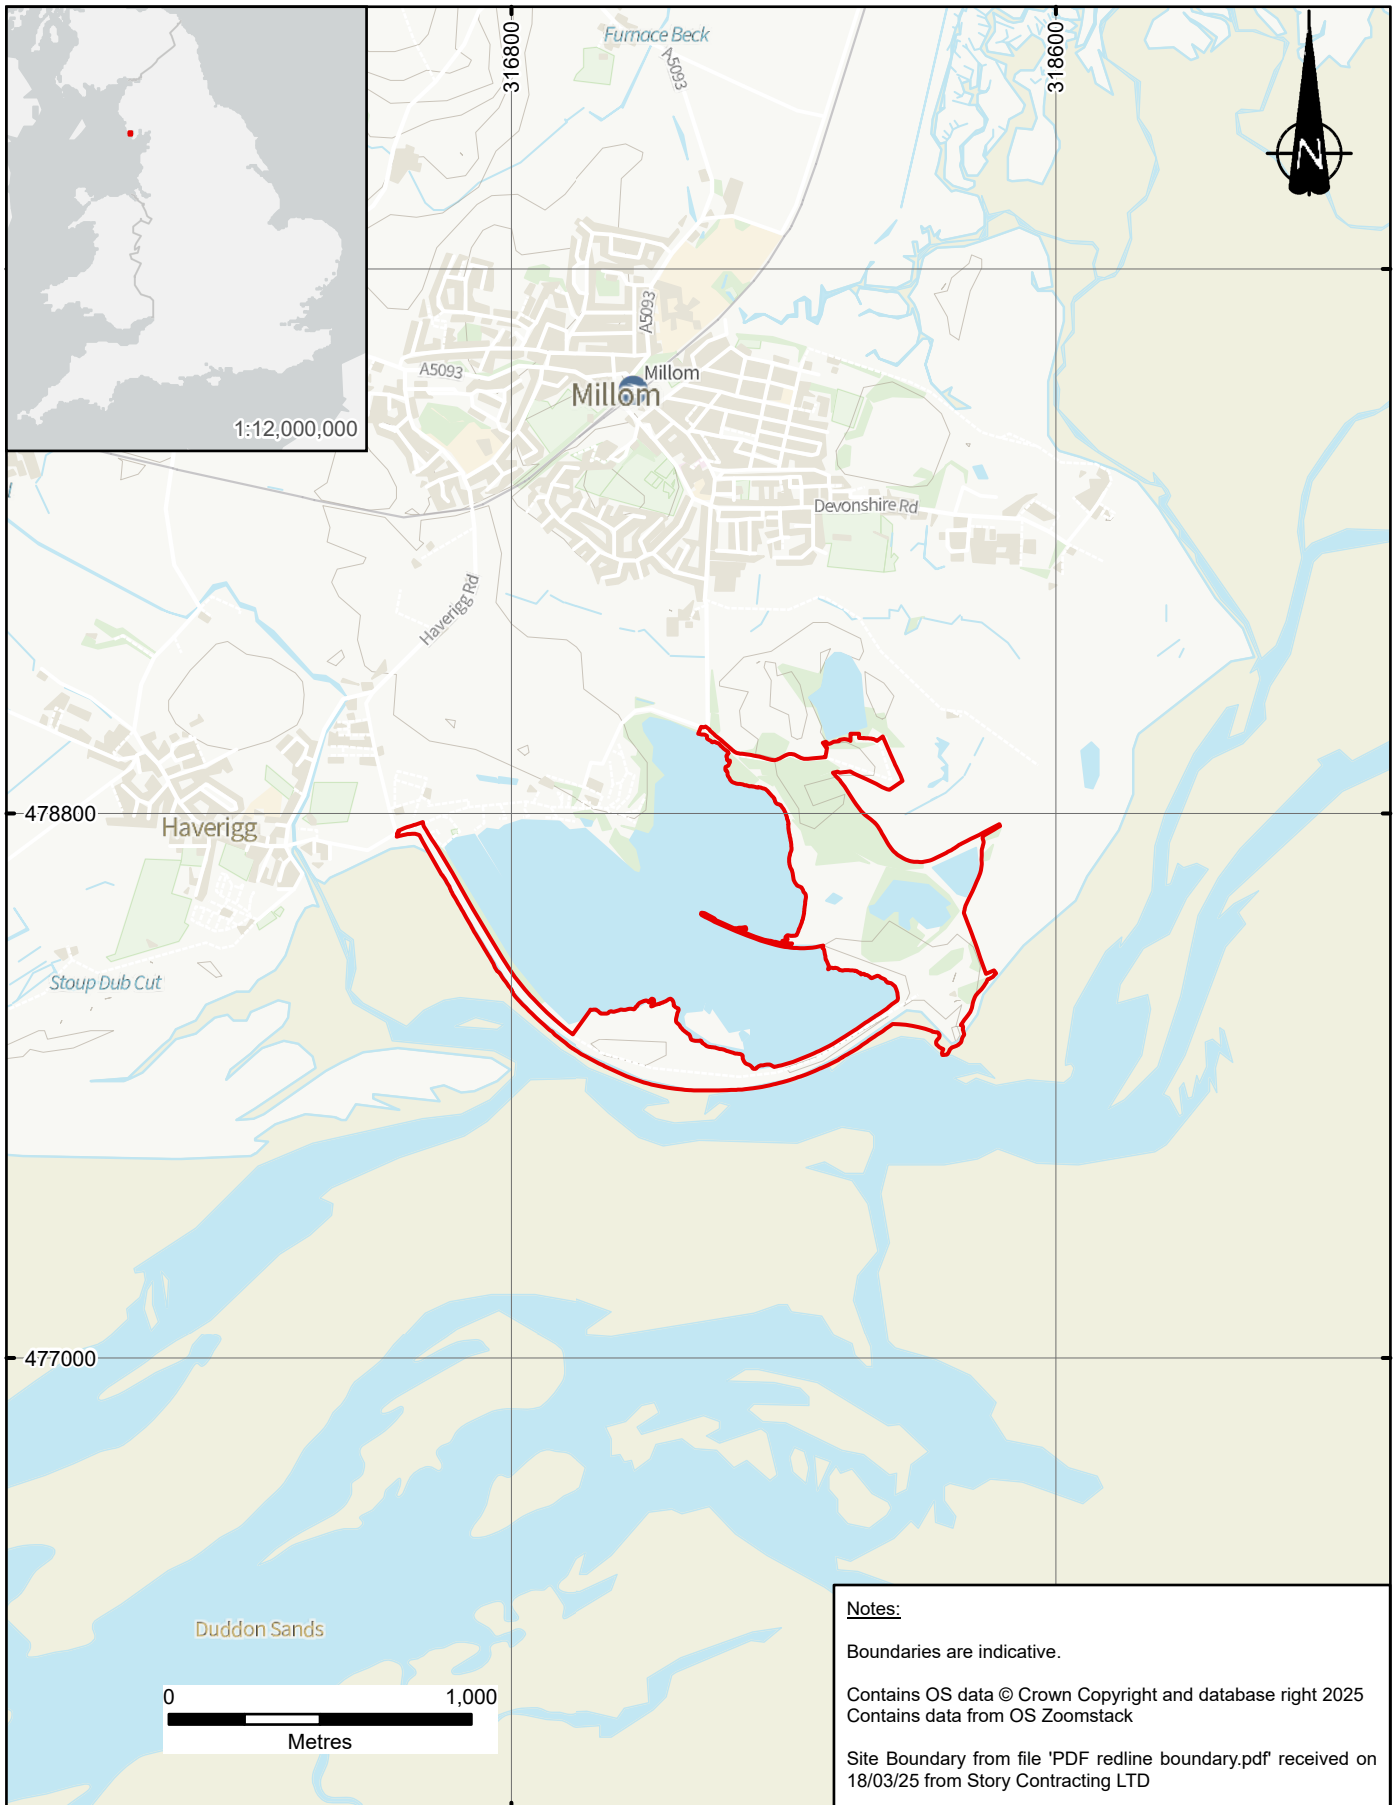 Furnace Beck
A5093
316800
318600
N
1:12,000,000
A5093
A5093
Millom
Millom
Devonshire Rd
Haverigg Rd
478800
Haverigg
Stoup Dub Cut
477000
Duddon Sands
0 1,000
Metres
Notes:
Boundaries are indicative.
Contains OS data © Crown Copyright and database right 2025
Contains data from OS Zoomstack
Site Boundary from file 'PDF redline boundary.pdf' received on
18/03/25 from Story Contracting LTD